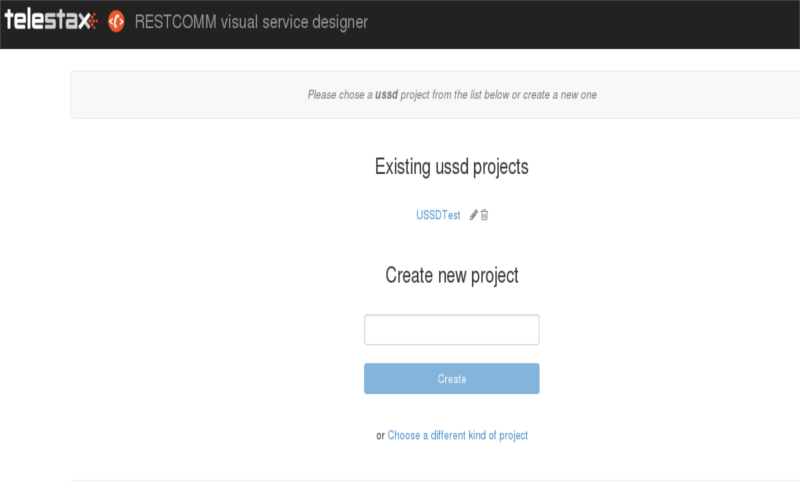 telestax RESTCOMM visual service designer
Please chose a ussd project from the list below or create a new one
Existing ussd projects
USSDTest
Create new project
Create
or Choose a different kind of project